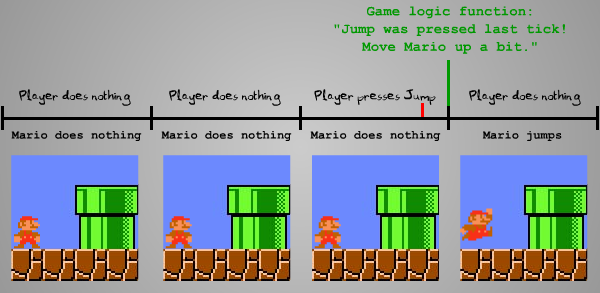 Game logic function:
"Jump was pressed last tick!
Move Mario up a bit."
Player does nothing
Player does nothing
Player presses Jump
Player does nothing
Mario does nothing
Mario does nothing
Mario does nothing
Mario jumps